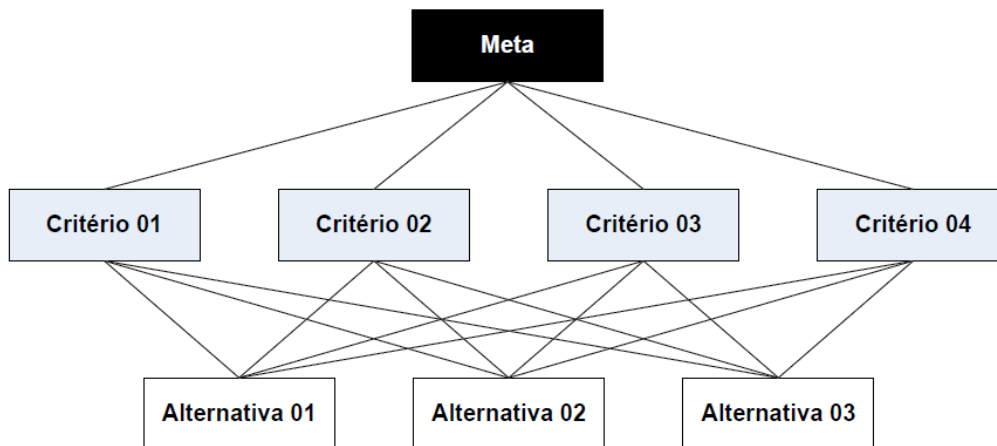 Meta
Critério 01
Critério 02
Critério 03
Critério 04
Alternativa 01
Alternativa 02
Alternativa 03